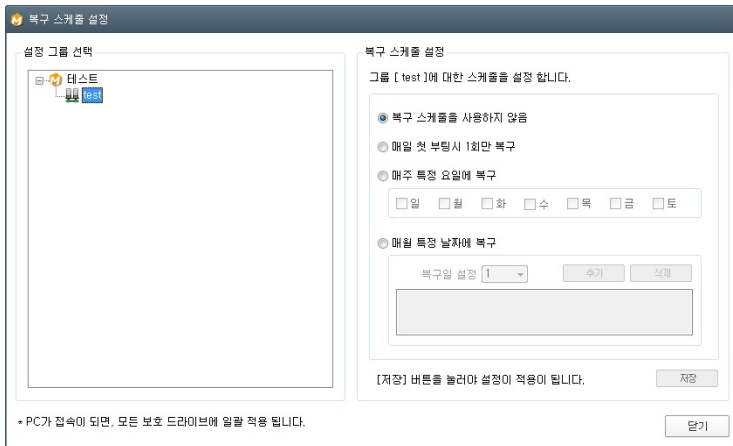 복구 스케줄 설정
설정 그룹 선택
테스트
test
복구 스케줄 설정
그룹 [ test ]에 대한 스케줄을 설정 합니다.
복구 스케줄을 사용하지 않음
매일 첫 부팅시 1회만 복구
매주 특정 요일에 복구
일 월 화 수 목 금 토
매월 특정 날짜에 복구
복구일 설정 1 추가 삭제
[저장] 버튼을 눌러야 설정이 적용이 됩니다. 저장
* PC가 접속이 되면, 모든 보호 드라이브에 일괄 적용 됩니다.
닫기